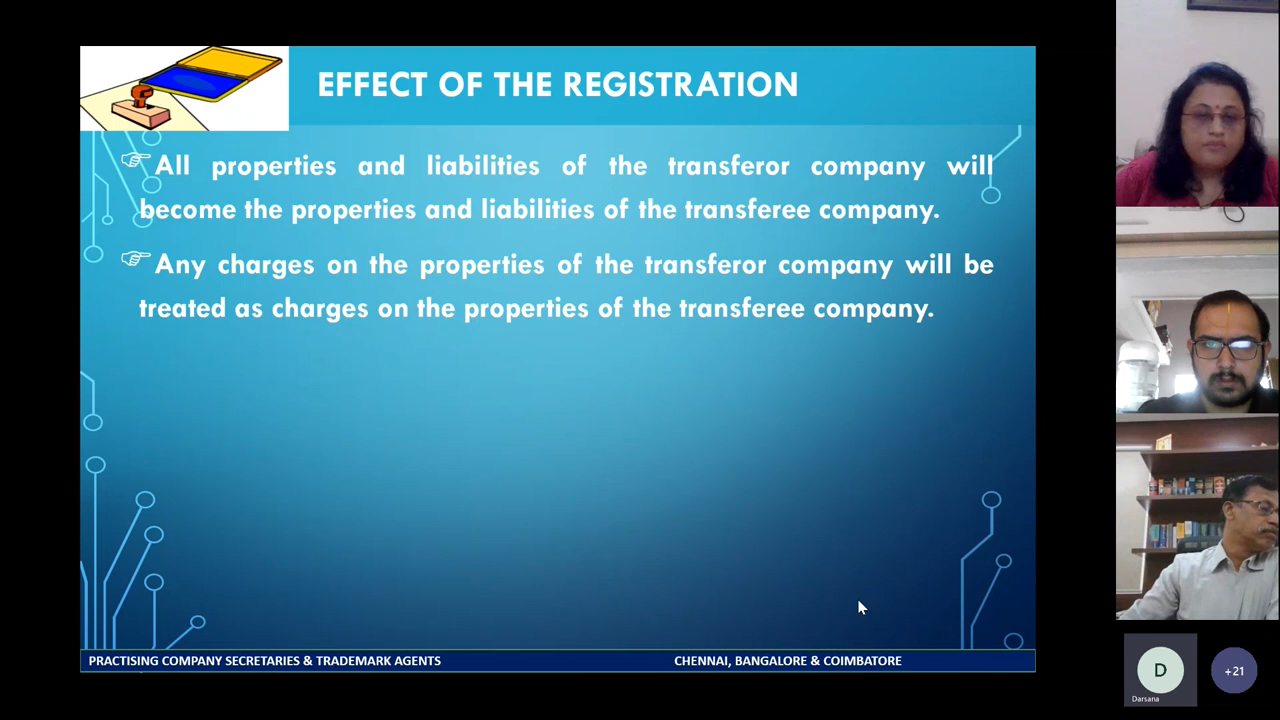 EFFECT OF THE REGISTRATION
☞All properties and liabilities of the transferor company will
become the properties and liabilities of the transferee company.
☞Any charges on the properties of the transferor company will be
treated as charges on the properties of the transferee company.
PRACTISING COMPANY SECRETARIES & TRADEMARK AGENTS
CHENNAI, BANGALORE & COIMBATORE
D
Darsana
+21